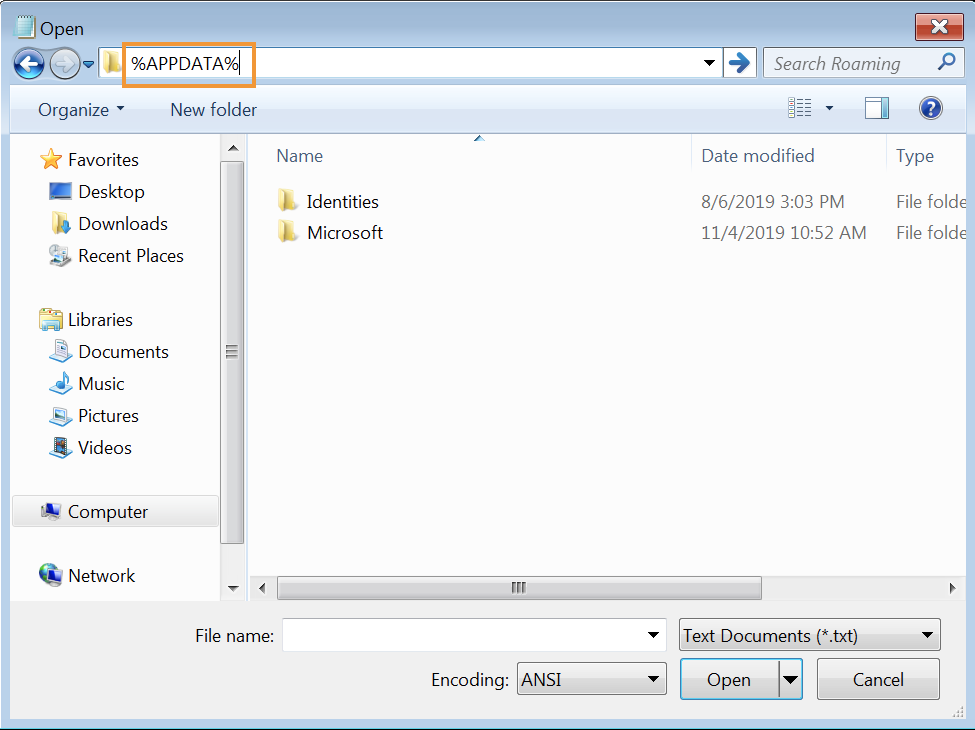 Open
%APPDATA%
Search Roaming
Organize New folder
Name Date modified Type
Favorites
Desktop
Downloads
Recent Places
Libraries
Documents
Music
Pictures
Videos
Computer
Network
Identities 8/6/2019 3:03 PM File folde
Microsoft 11/4/2019 10:52 AM File folde
File name: Text Documents (*.txt)
Encoding: ANSI Open Cancel